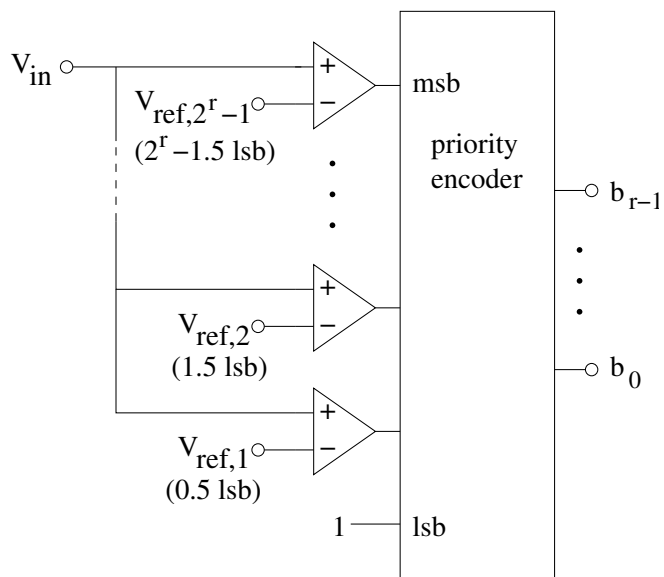 V_in
+
−
V_ref,2^r−1
(2^r−1.5 lsb)
msb
priority
encoder
b_r−1
+
−
V_ref,2
(1.5 lsb)
b_0
+
−
V_ref,1
(0.5 lsb)
1
lsb